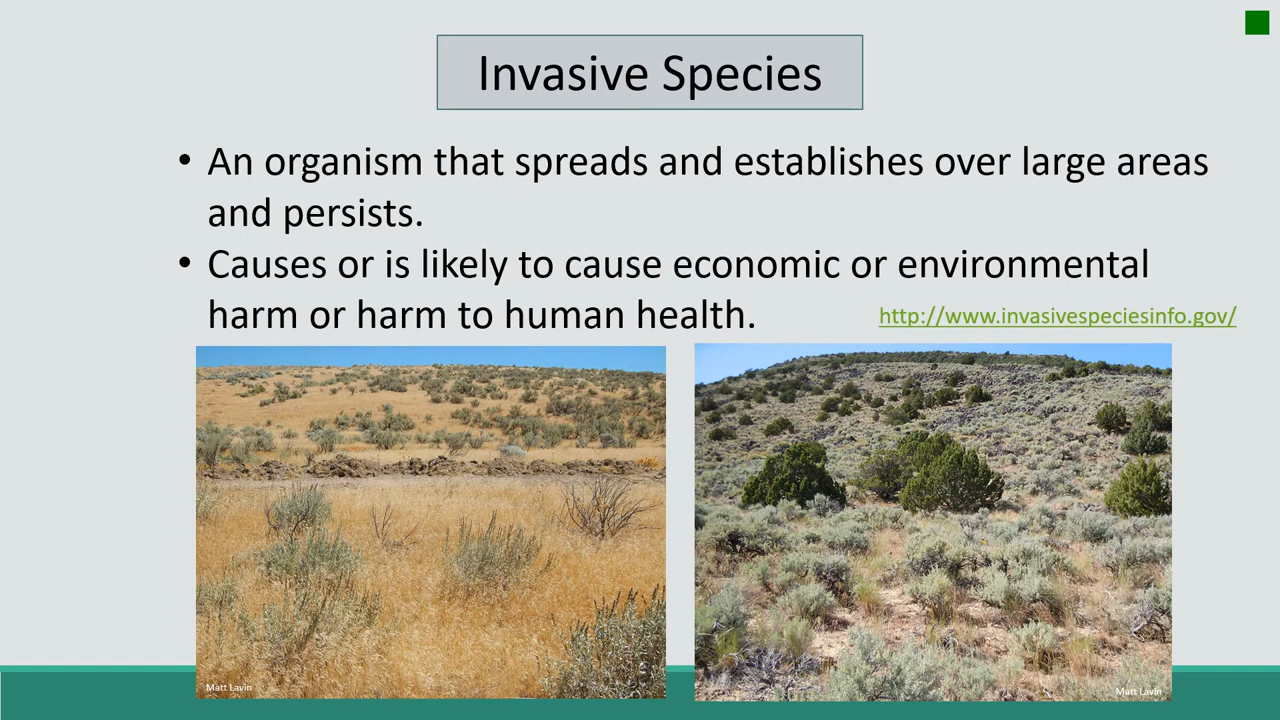 Invasive Species
• An organism that spreads and establishes over large areas
and persists.
• Causes or is likely to cause economic or environmental
harm or harm to human health.
http://www.invasivespeciesinfo.gov/
Matt Lavin
Matt Lavin